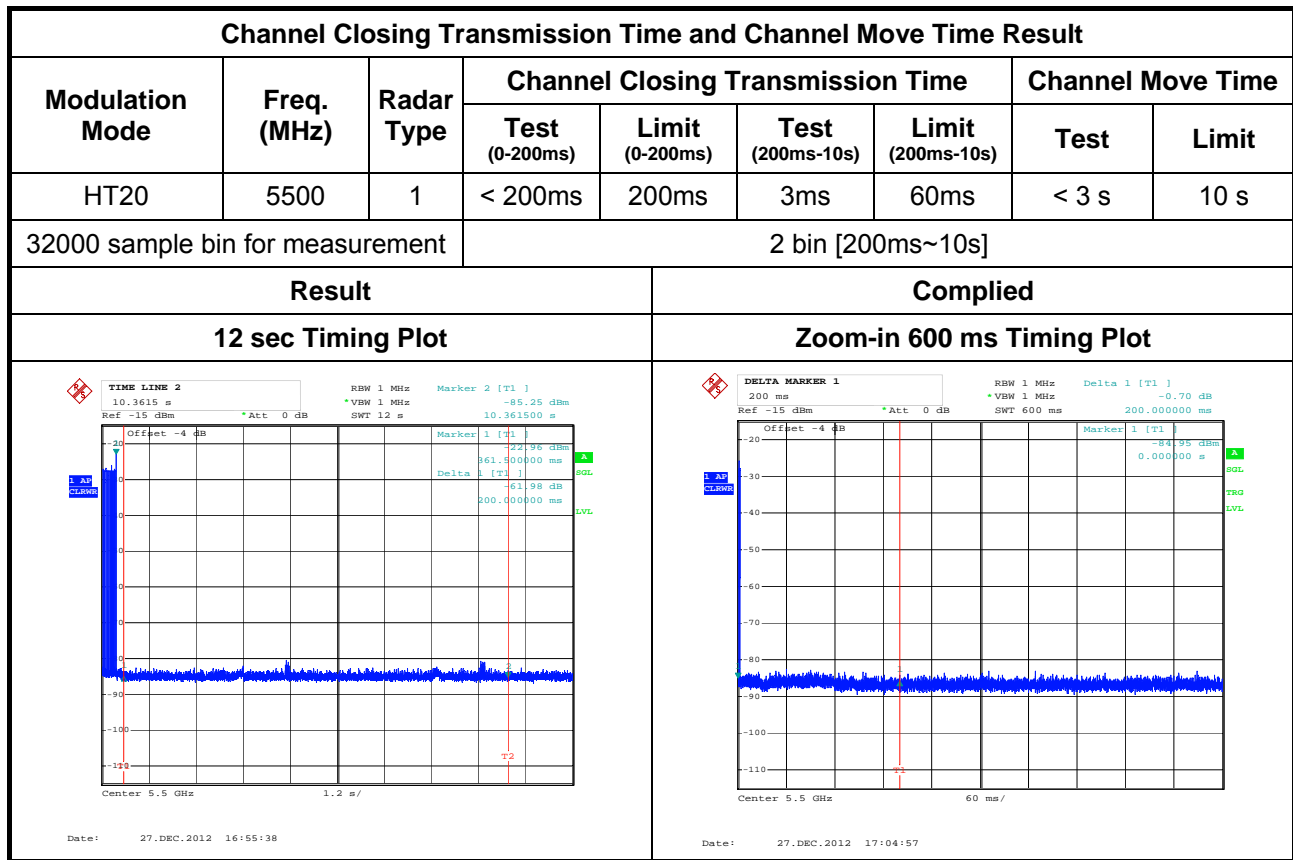 Channel Closing Transmission Time and Channel Move Time Result
Modulation Mode
Freq. (MHz)
Radar Type
Channel Closing Transmission Time
Channel Move Time
Test (0-200ms)
Limit (0-200ms)
Test (200ms-10s)
Limit (200ms-10s)
Test
Limit
HT20 5500 1 < 200ms 200ms 3ms 60ms < 3 s 10 s
32000 sample bin for measurement 2 bin [200ms~10s]
Result Complied
12 sec Timing Plot Zoom-in 600 ms Timing Plot
R/S
TIME LINE 2
10.3615 s
Ref -15 dBm
*Att 0 dB
RBW 1 MHz
*VBW 1 MHz
SWT 12 s
Marker 2 [T1 ]
-85.25 dBm
10.361500 s
Offset -4 dB
Marker 1 [T1 ]
-22.96 dBm
361.500000 ms
Delta 1 [T1 ]
-61.98 dB
200.000000 ms
A
SGL
LVL
1 AP
CLRWR
-20
-90
-100
2
T1
T2
Center 5.5 GHz
1.2 s/
Date: 27.DEC.2012 16:55:38
R/S
DELTA MARKER 1
200 ms
Ref -15 dBm
*Att 0 dB
RBW 1 MHz
*VBW 1 MHz
SWT 600 ms
Delta 1 [T1 ]
-0.70 dB
200.000000 ms
Offset -4 dB
Marker 1 [T1 ]
-84.95 dBm
0.000000 s
A
SGL
TRG
LVL
1 AP
CLRWR
-20
-30
-40
-50
-60
-70
-80
-90
-100
-110
1
T1
Center 5.5 GHz
60 ms/
Date: 27.DEC.2012 17:04:57